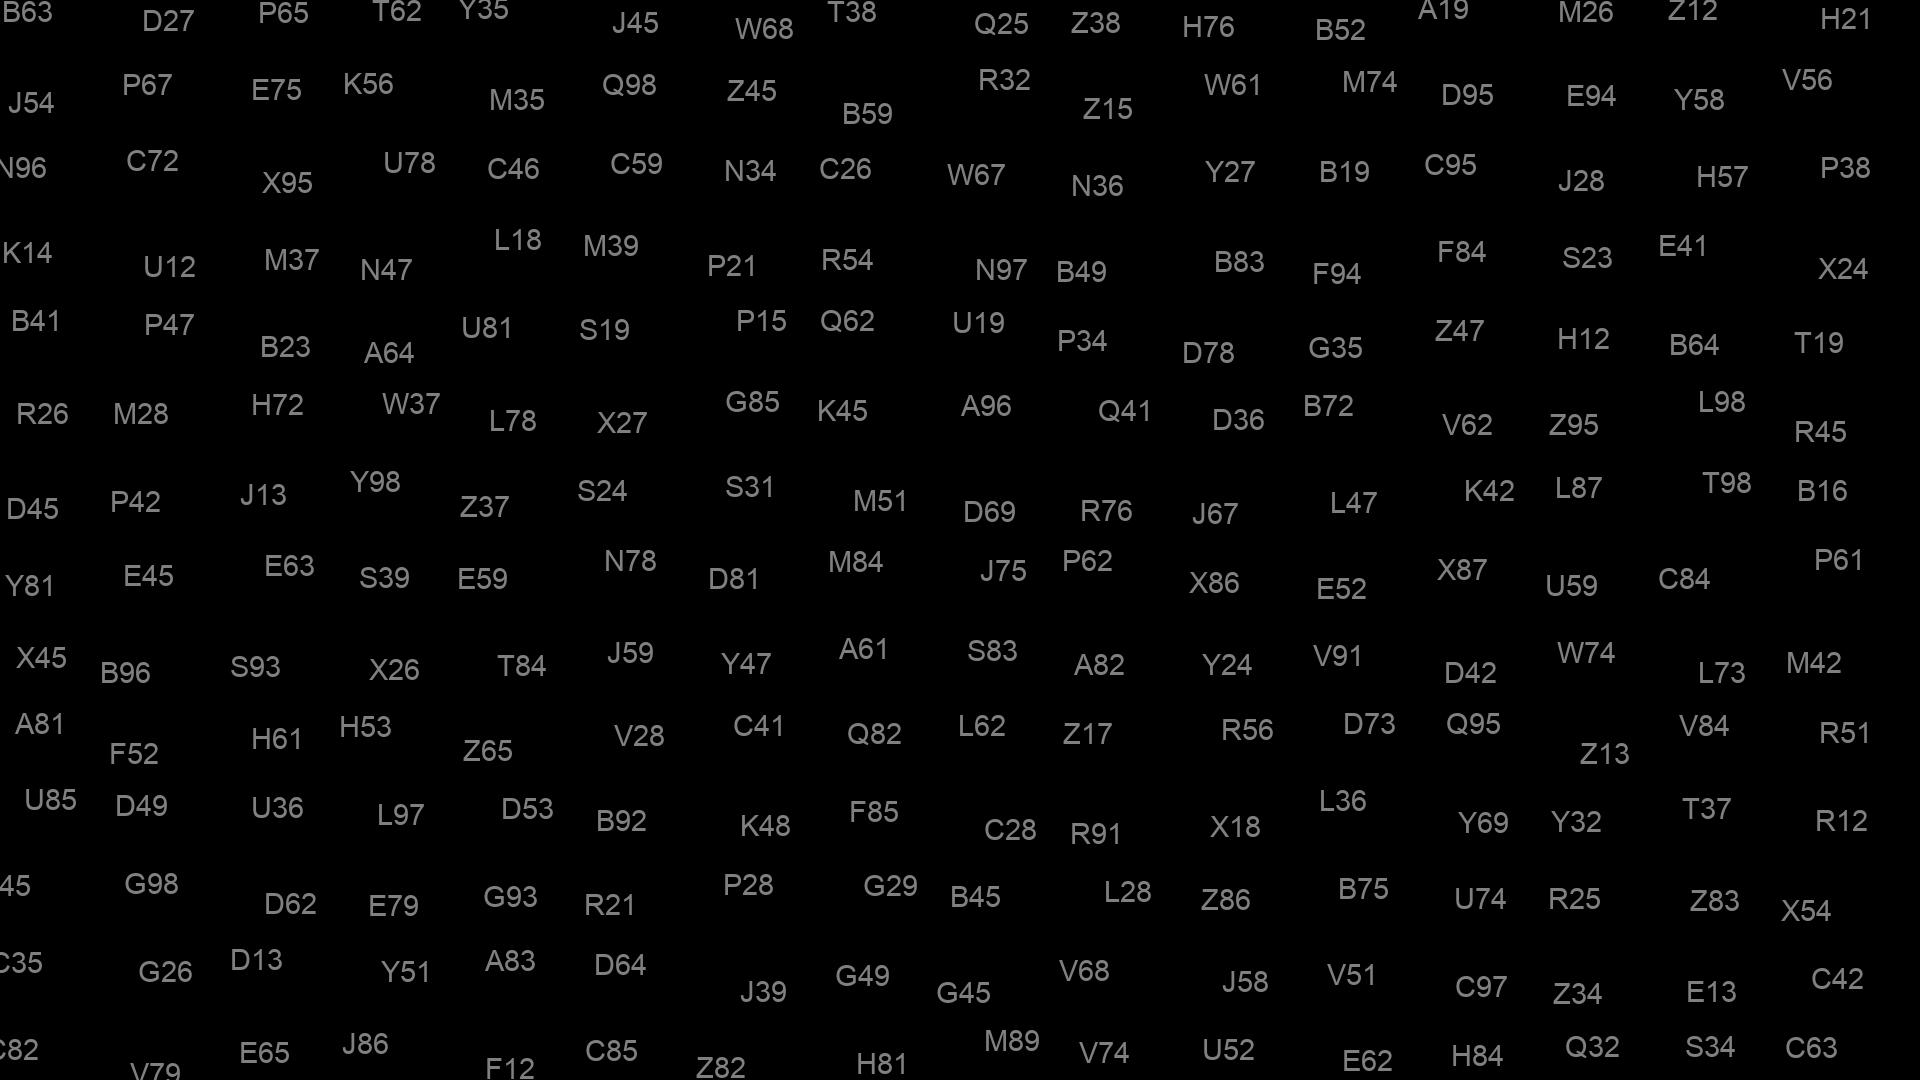 B63 D27 P65 T62 Y35 J45 W68 T38 Q25 Z38 H76 B52 A19 M26 Z12 H21
J54 P67 E75 K56 M35 Q98 Z45 B59 R32 Z15 W61 M74 D95 E94 Y58 V56
N96 C72 X95 U78 C46 C59 N34 C26 W67 N36 Y27 B19 C95 J28 H57 P38
K14 U12 M37 N47 L18 M39 P21 R54 N97 B49 B83 F94 F84 S23 E41 X24
B41 P47 B23 A64 U81 S19 P15 Q62 U19 P34 D78 G35 Z47 H12 B64 T19
R26 M28 H72 W37 L78 X27 G85 K45 A96 Q41 D36 B72 V62 Z95 L98 R45
D45 P42 J13 Y98 Z37 S24 S31 M51 D69 R76 J67 L47 K42 L87 T98 B16
Y81 E45 E63 S39 E59 N78 D81 M84 J75 P62 X86 E52 X87 U59 C84 P61
X45 B96 S93 X26 T84 J59 Y47 A61 S83 A82 Y24 V91 D42 W74 L73 M42
A81 F52 H61 H53 Z65 V28 C41 Q82 L62 Z17 R56 D73 Q95 Z13 V84 R51
U85 D49 U36 L97 D53 B92 K48 F85 C28 R91 X18 L36 Y69 Y32 T37 R12
45 G98 D62 E79 G93 R21 P28 G29 B45 L28 Z86 B75 U74 R25 Z83 X54
C35 G26 D13 Y51 A83 D64 J39 G49 G45 V68 J58 V51 C97 Z34 E13 C42
C82 V79 E65 J86 F12 C85 Z82 H81 M89 V74 U52 E62 H84 Q32 S34 C63